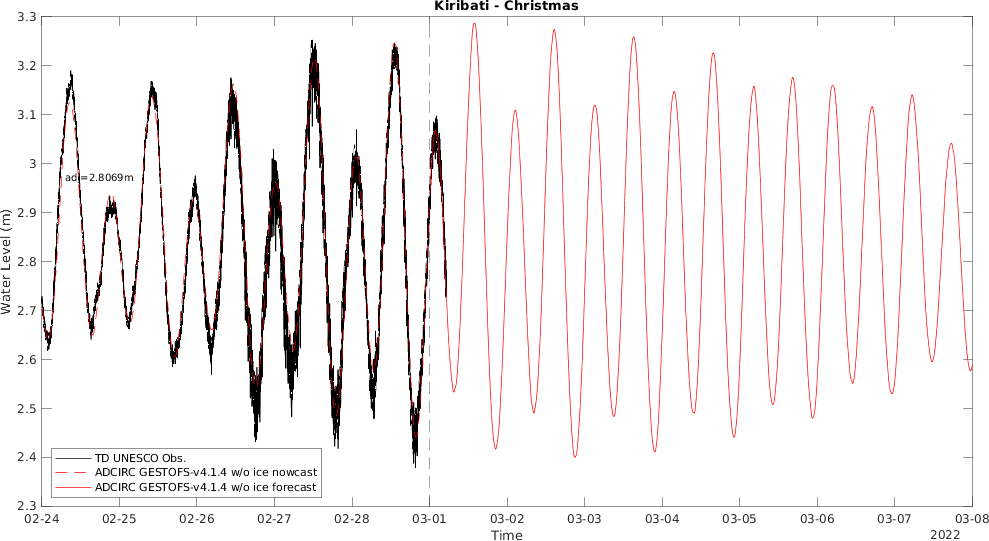 Kiribati - Christmas
3.3
3.2
3.1
3
2.9
2.8
2.7
2.6
2.5
2.4
2.3
Water Level (m)
adj=2.8069m
TD UNESCO Obs.
ADCIRC GESTOFS-v4.1.4 w/o ice nowcast
ADCIRC GESTOFS-v4.1.4 w/o ice forecast
02-24 02-25 02-26 02-27 02-28 03-01 03-02 03-03 03-04 03-05 03-06 03-07 03-08
Time
2022